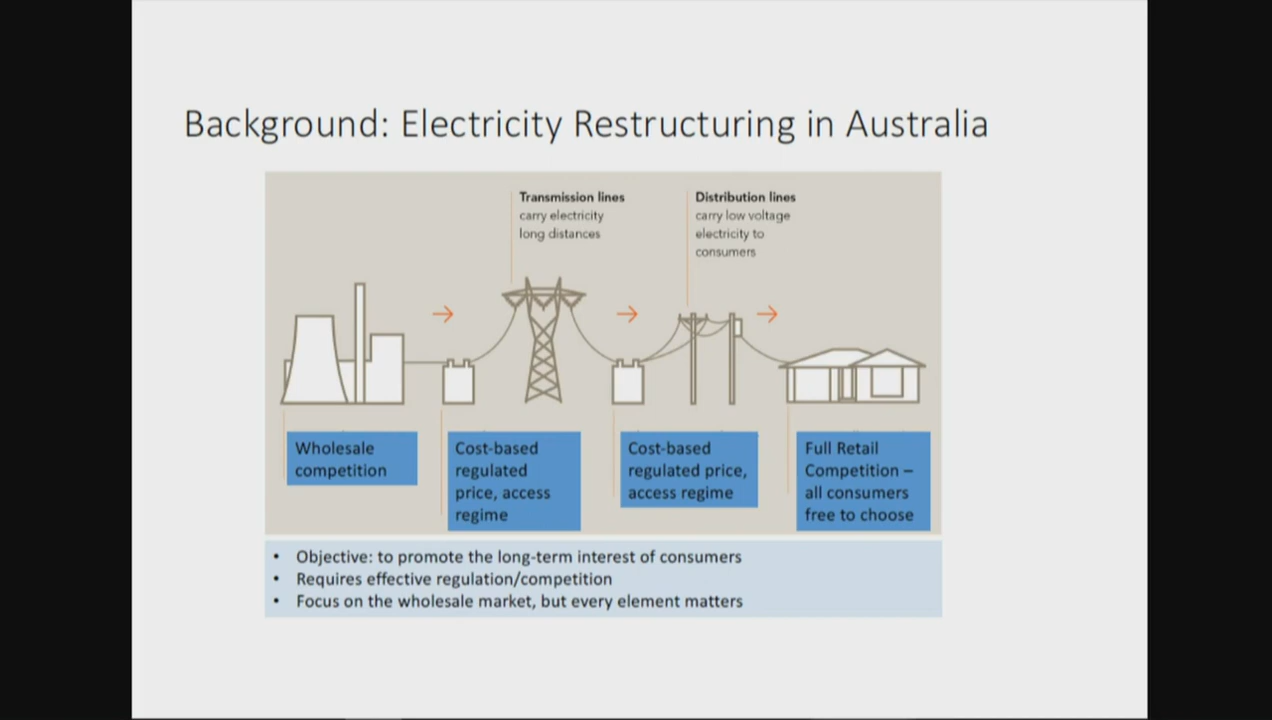 Background: Electricity Restructuring in Australia
Transmission lines
carry electricity
long distances
Distribution lines
carry low voltage
electricity to
consumers
Wholesale
competition
Cost-based
regulated
price, access
regime
Cost-based
regulated price,
access regime
Full Retail
Competition –
all consumers
free to choose
• Objective: to promote the long-term interest of consumers
• Requires effective regulation/competition
• Focus on the wholesale market, but every element matters